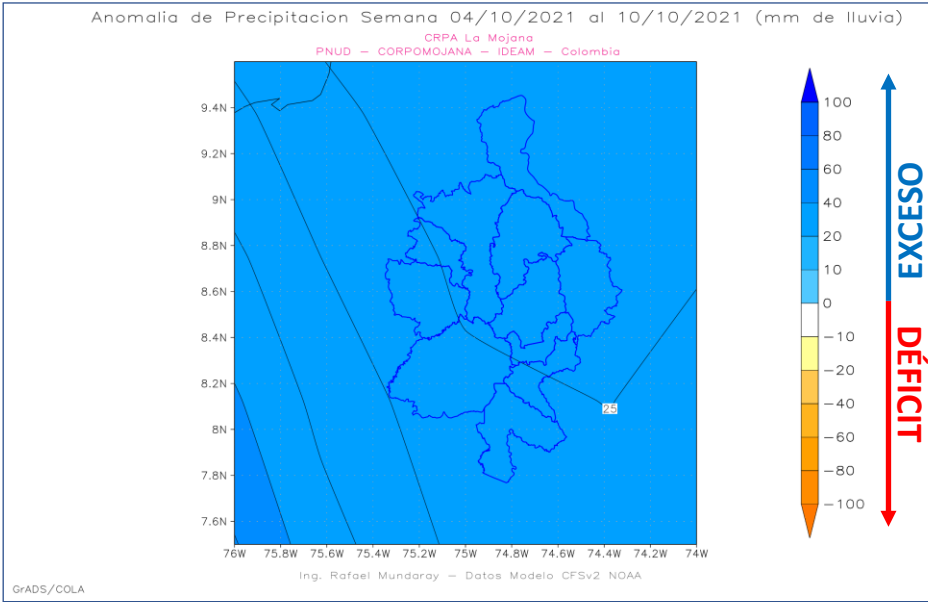 Anomalia de Precipitacion Semana 04/10/2021 al 10/10/2021 (mm de lluvia)
CRPA La Mojana
PNUD – CORPOMOJANA – IDEAM – Colombia
9.4N
9.2N
9N
8.8N
8.6N
8.4N
8.2N
8N
7.8N
7.6N
25
76W 75.8W 75.6W 75.4W 75.2W 75W 74.8W 74.6W 74.4W 74.2W 74W
100
80
60
40
20
10
0
−10
−20
−40
−60
−80
−100
EXCESO
DÉFICIT
Ing. Rafael Mundaray – Datos Modelo CFSv2 NOAA
GrADS/COLA